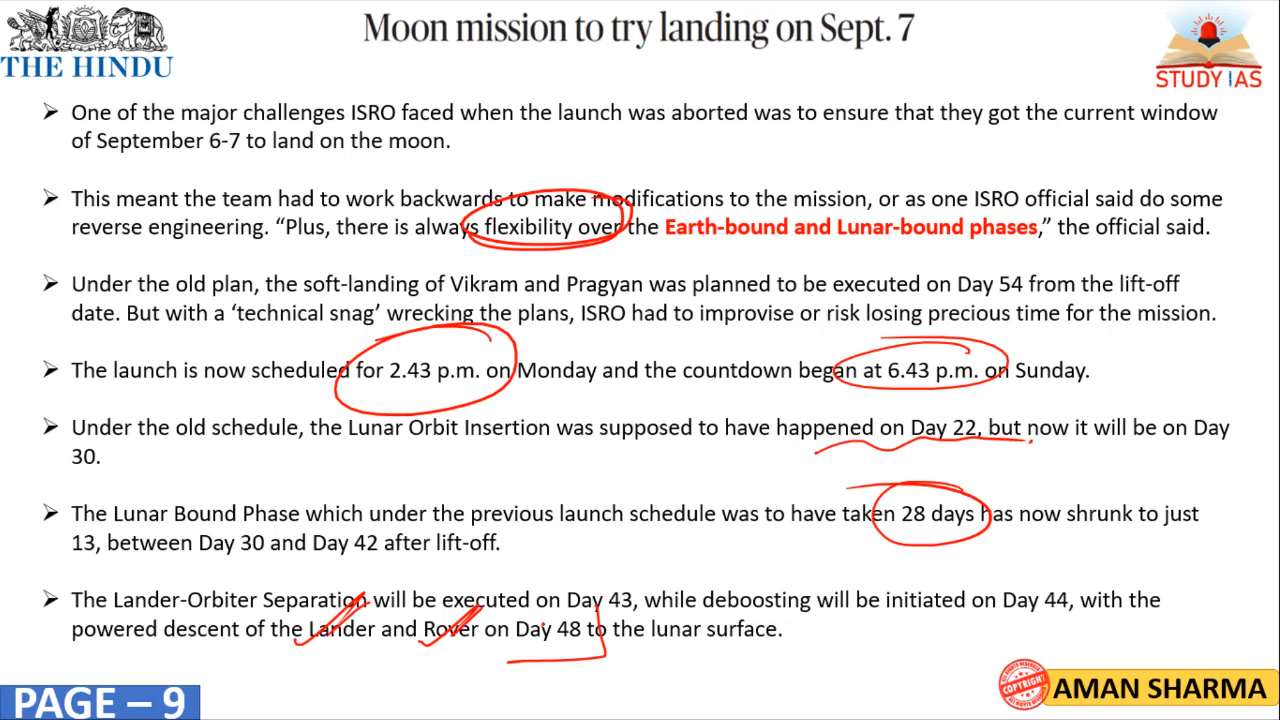 Moon mission to try landing on Sept. 7
THE HINDU
STUDY IAS
➢ One of the major challenges ISRO faced when the launch was aborted was to ensure that they got the current window
of September 6-7 to land on the moon.
➢ This meant the team had to work backwards to make modifications to the mission, or as one ISRO official said do some
reverse engineering. “Plus, there is always flexibility over the Earth-bound and Lunar-bound phases,” the official said.
➢ Under the old plan, the soft-landing of Vikram and Pragyan was planned to be executed on Day 54 from the lift-off
date. But with a ‘technical snag’ wrecking the plans, ISRO had to improvise or risk losing precious time for the mission.
➢ The launch is now scheduled for 2.43 p.m. on Monday and the countdown began at 6.43 p.m. on Sunday.
➢ Under the old schedule, the Lunar Orbit Insertion was supposed to have happened on Day 22, but now it will be on Day
30.
➢ The Lunar Bound Phase which under the previous launch schedule was to have taken 28 days has now shrunk to just
13, between Day 30 and Day 42 after lift-off.
➢ The Lander-Orbiter Separation will be executed on Day 43, while deboosting will be initiated on Day 44, with the
powered descent of the Lander and Rover on Day 48 to the lunar surface.
PAGE – 9
COPYRIGHT
AMAN SHARMA